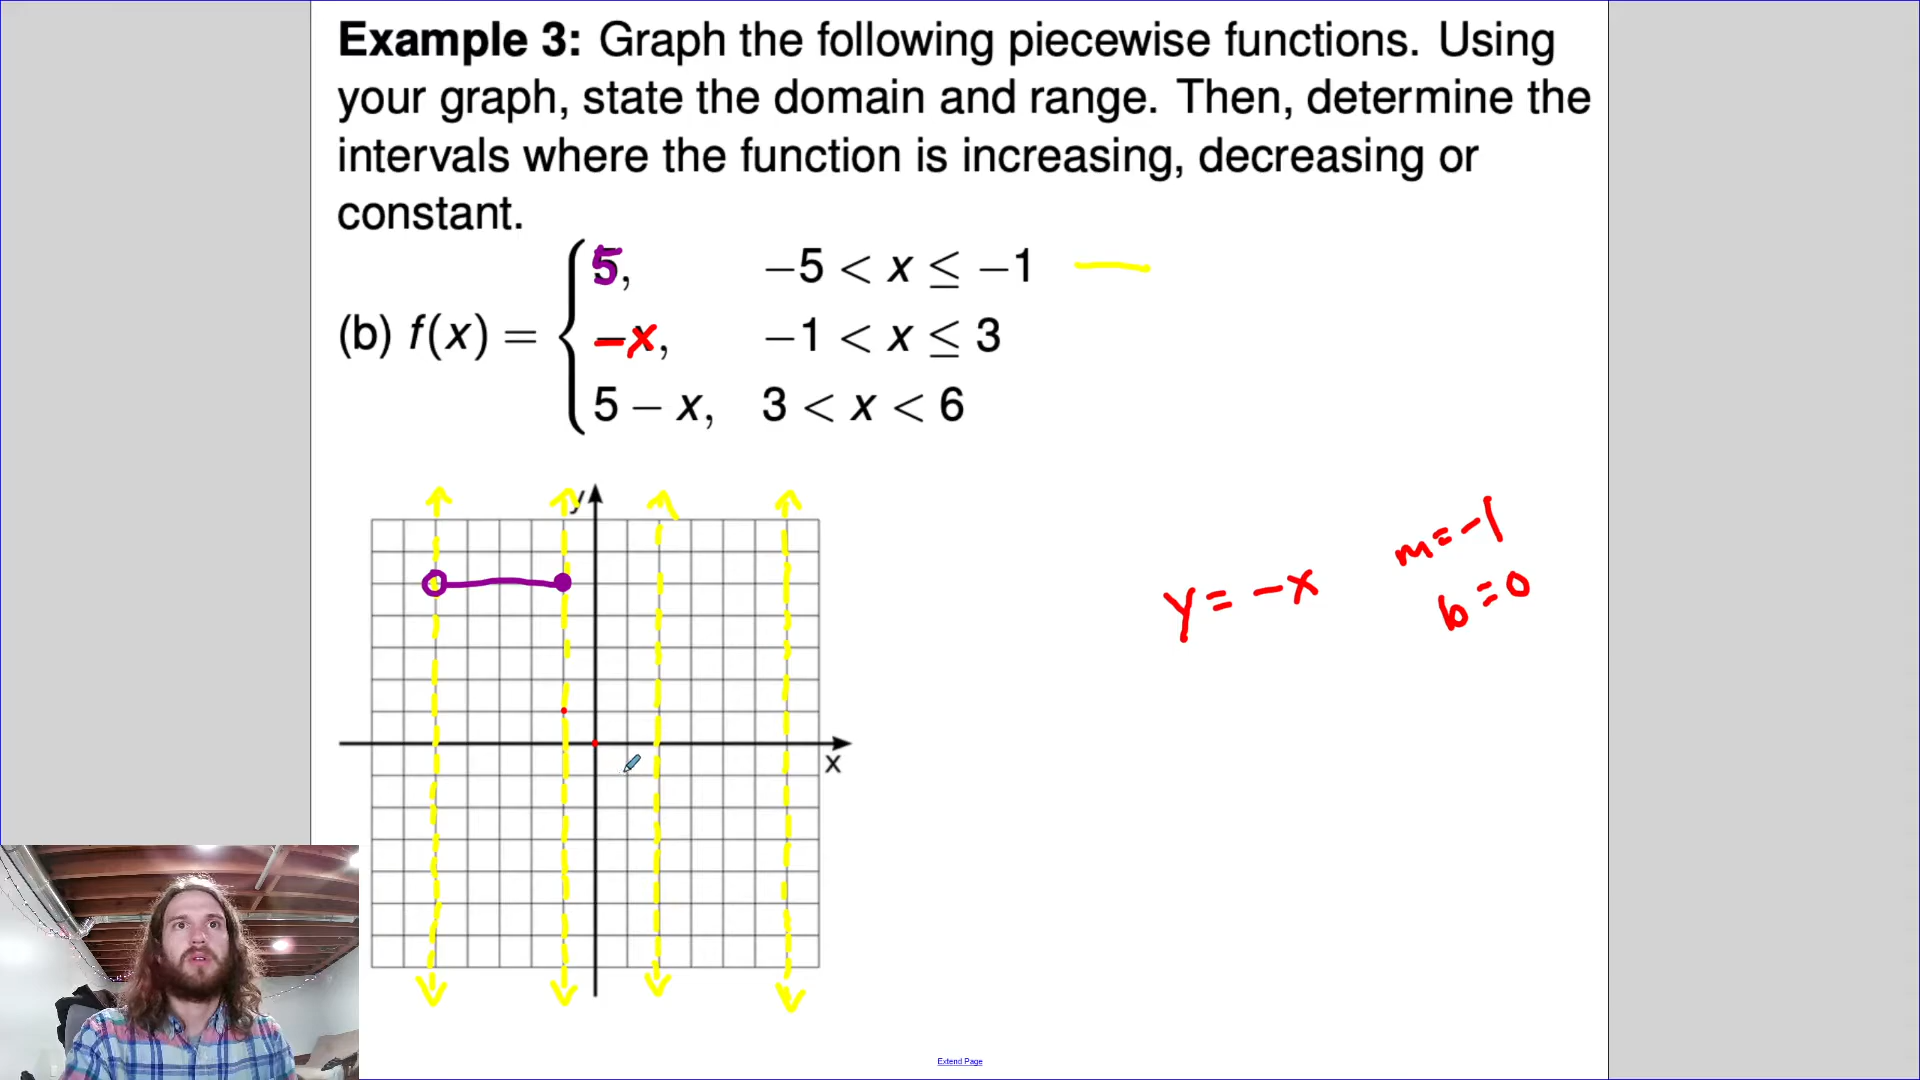 Example 3: Graph the following piecewise functions. Using
your graph, state the domain and range. Then, determine the
intervals where the function is increasing, decreasing or
constant.
5, −5 < x ≤ −1
(b) f(x) = { −x, −1 < x ≤ 3
5 − x, 3 < x < 6
y
x
y = -x
m = -1
b = 0
Extend Page